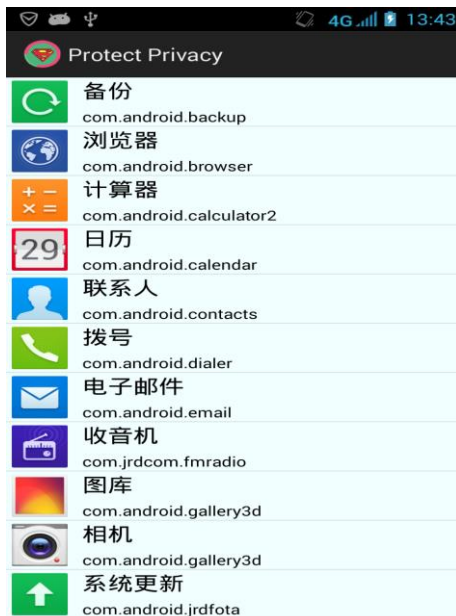 4G 13:43
Protect Privacy
备份
com.android.backup
浏览器
com.android.browser
+ −
× =
计算器
com.android.calculator2
29
日历
com.android.calendar
联系人
com.android.contacts
拨号
com.android.dialer
电子邮件
com.android.email
收音机
com.jrdcom.fmradio
图库
com.android.gallery3d
相机
com.android.gallery3d
系统更新
com.android.jrdfota